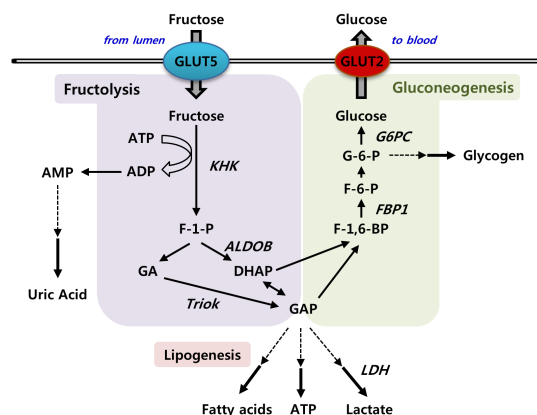 Fructose
Glucose
from lumen
to blood
GLUT5
GLUT2
Fructolysis
Gluconeogenesis
Fructose
Glucose
ATP
G6PC
G-6-P
Glycogen
KHK
AMP
ADP
F-6-P
FBP1
F-1-P
F-1,6-BP
ALDOB
GA
DHAP
Uric Acid
Triok
GAP
Lipogenesis
LDH
Fatty acids
ATP
Lactate